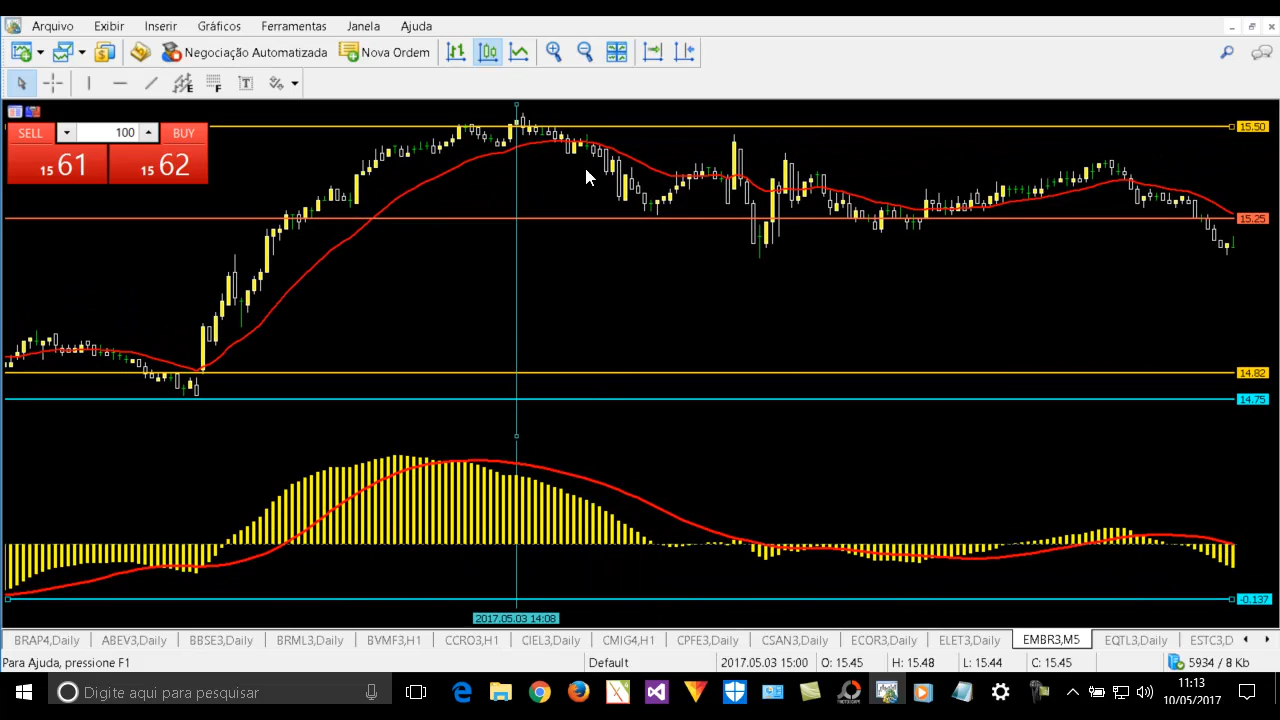 Arquivo Exibir Inserir Gráficos Ferramentas Janela Ajuda
Negociação Automatizada Nova Ordem
E F T
SELL 100 BUY
15 61 15 62
15.50
15.25
14.82
14.75
-0.137
2017.05.03 14:08
BRAP4,Daily ABEV3,Daily BBSE3,Daily BRML3,Daily BVMF3,H1 CCRO3,H1 CIEL3,Daily CMIG4,H1 CPFE3,Daily CSAN3,Daily ECOR3,Daily ELET3,Daily EMBR3,M5 EQTL3,Daily ESTC3,D
Para Ajuda, pressione F1 Default 2017.05.03 15:00 O: 15.45 H: 15.48 L: 15.44 C: 15.45 5934 / 8 Kb
Digite aqui para pesquisar 11:13
10/05/2017